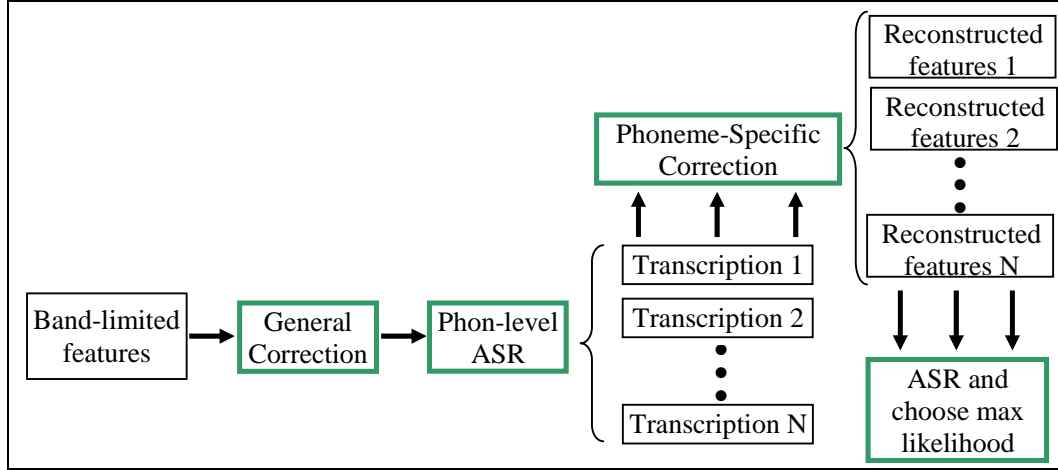 Band-limited
features
General
Correction
Phon-level
ASR
Transcription 1
Transcription 2
Transcription N
Phoneme-Specific
Correction
Reconstructed
features 1
Reconstructed
features 2
Reconstructed
features N
ASR and
choose max
likelihood